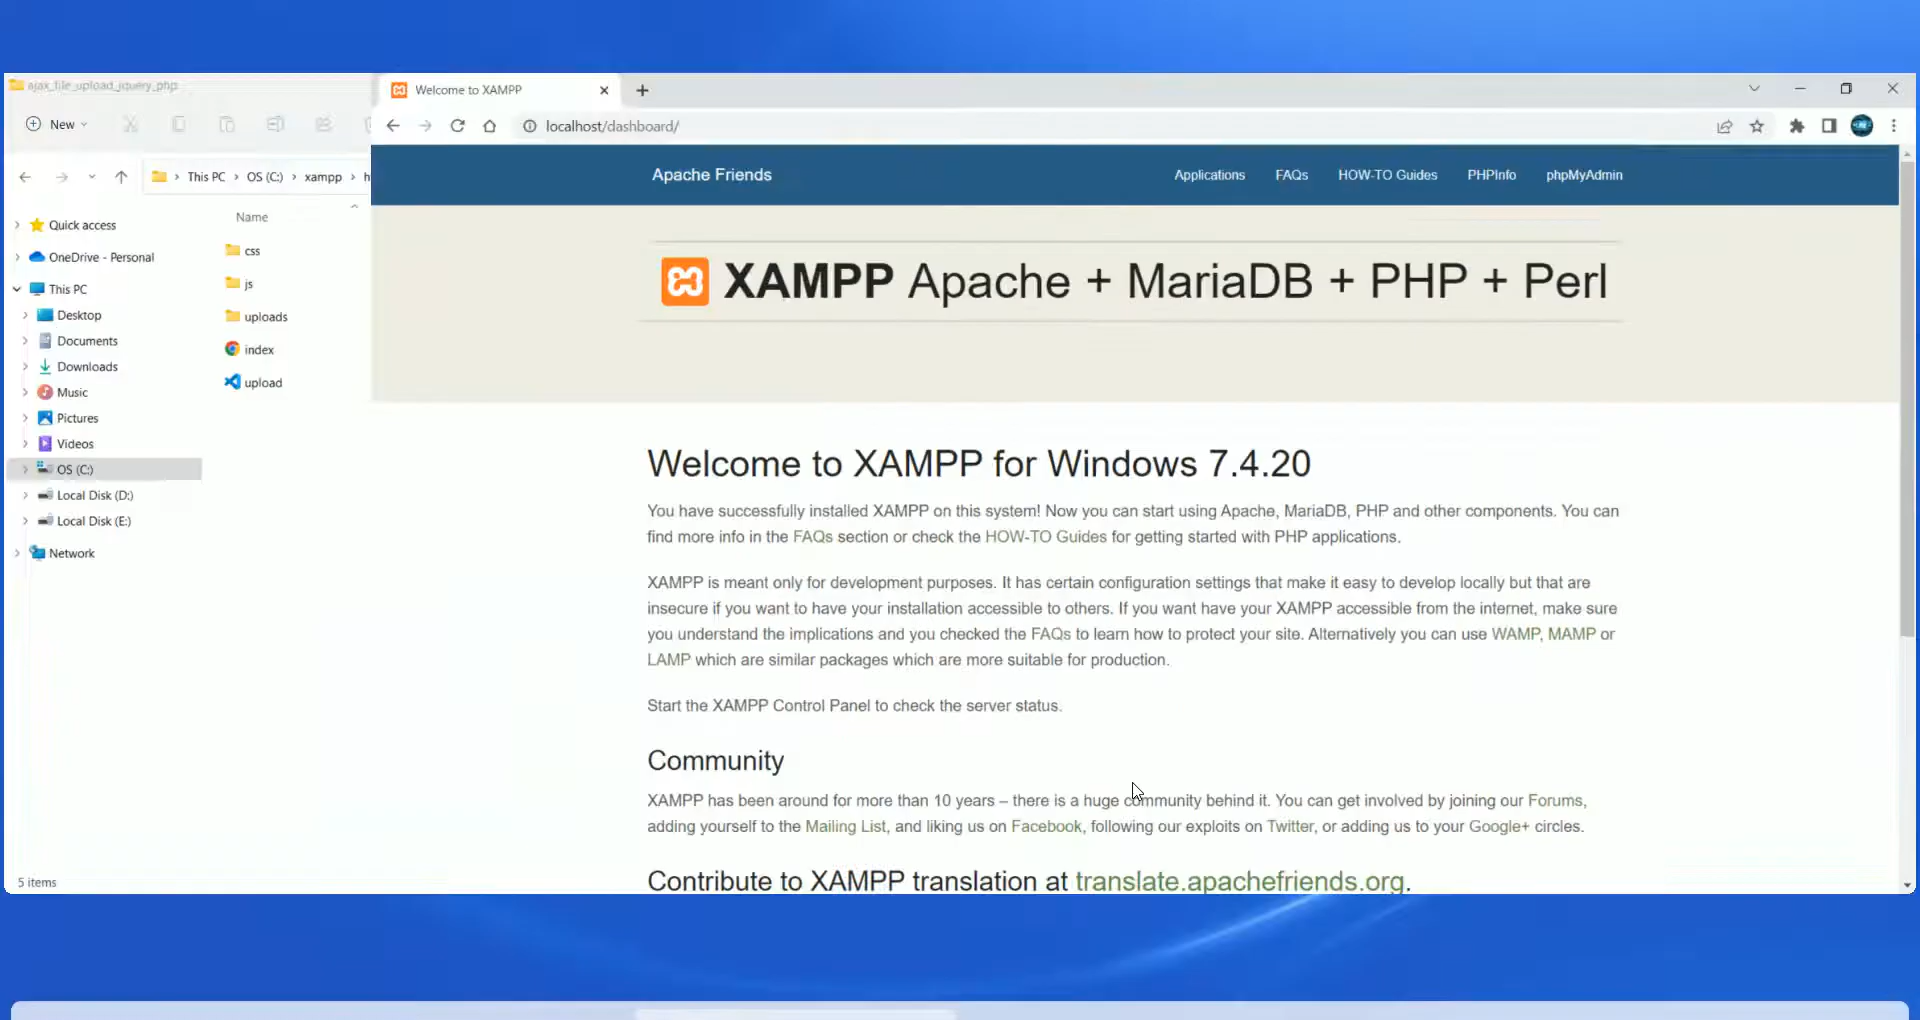 ajax_file_upload_jquery_php
New
This PC
OS (C:)
xampp
Name
Quick access
OneDrive - Personal
This PC
Desktop
Documents
Downloads
Music
Pictures
Videos
OS (C:)
Local Disk (D:)
Local Disk (E:)
Network
css
js
uploads
index
upload
5 items
Welcome to XAMPP
localhost/dashboard/
Apache Friends
Applications
FAQs
HOW-TO Guides
PHPInfo
phpMyAdmin
XAMPP Apache + MariaDB + PHP + Perl
Welcome to XAMPP for Windows 7.4.20
You have successfully installed XAMPP on this system! Now you can start using Apache, MariaDB, PHP and other components. You can
find more info in the FAQs section or check the HOW-TO Guides for getting started with PHP applications.
XAMPP is meant only for development purposes. It has certain configuration settings that make it easy to develop locally but that are
insecure if you want to have your installation accessible to others. If you want have your XAMPP accessible from the internet, make sure
you understand the implications and you checked the FAQs to learn how to protect your site. Alternatively you can use WAMP, MAMP or
LAMP which are similar packages which are more suitable for production.
Start the XAMPP Control Panel to check the server status.
Community
XAMPP has been around for more than 10 years – there is a huge community behind it. You can get involved by joining our Forums,
adding yourself to the Mailing List, and liking us on Facebook, following our exploits on Twitter, or adding us to your Google+ circles.
Contribute to XAMPP translation at translate.apachefriends.org.